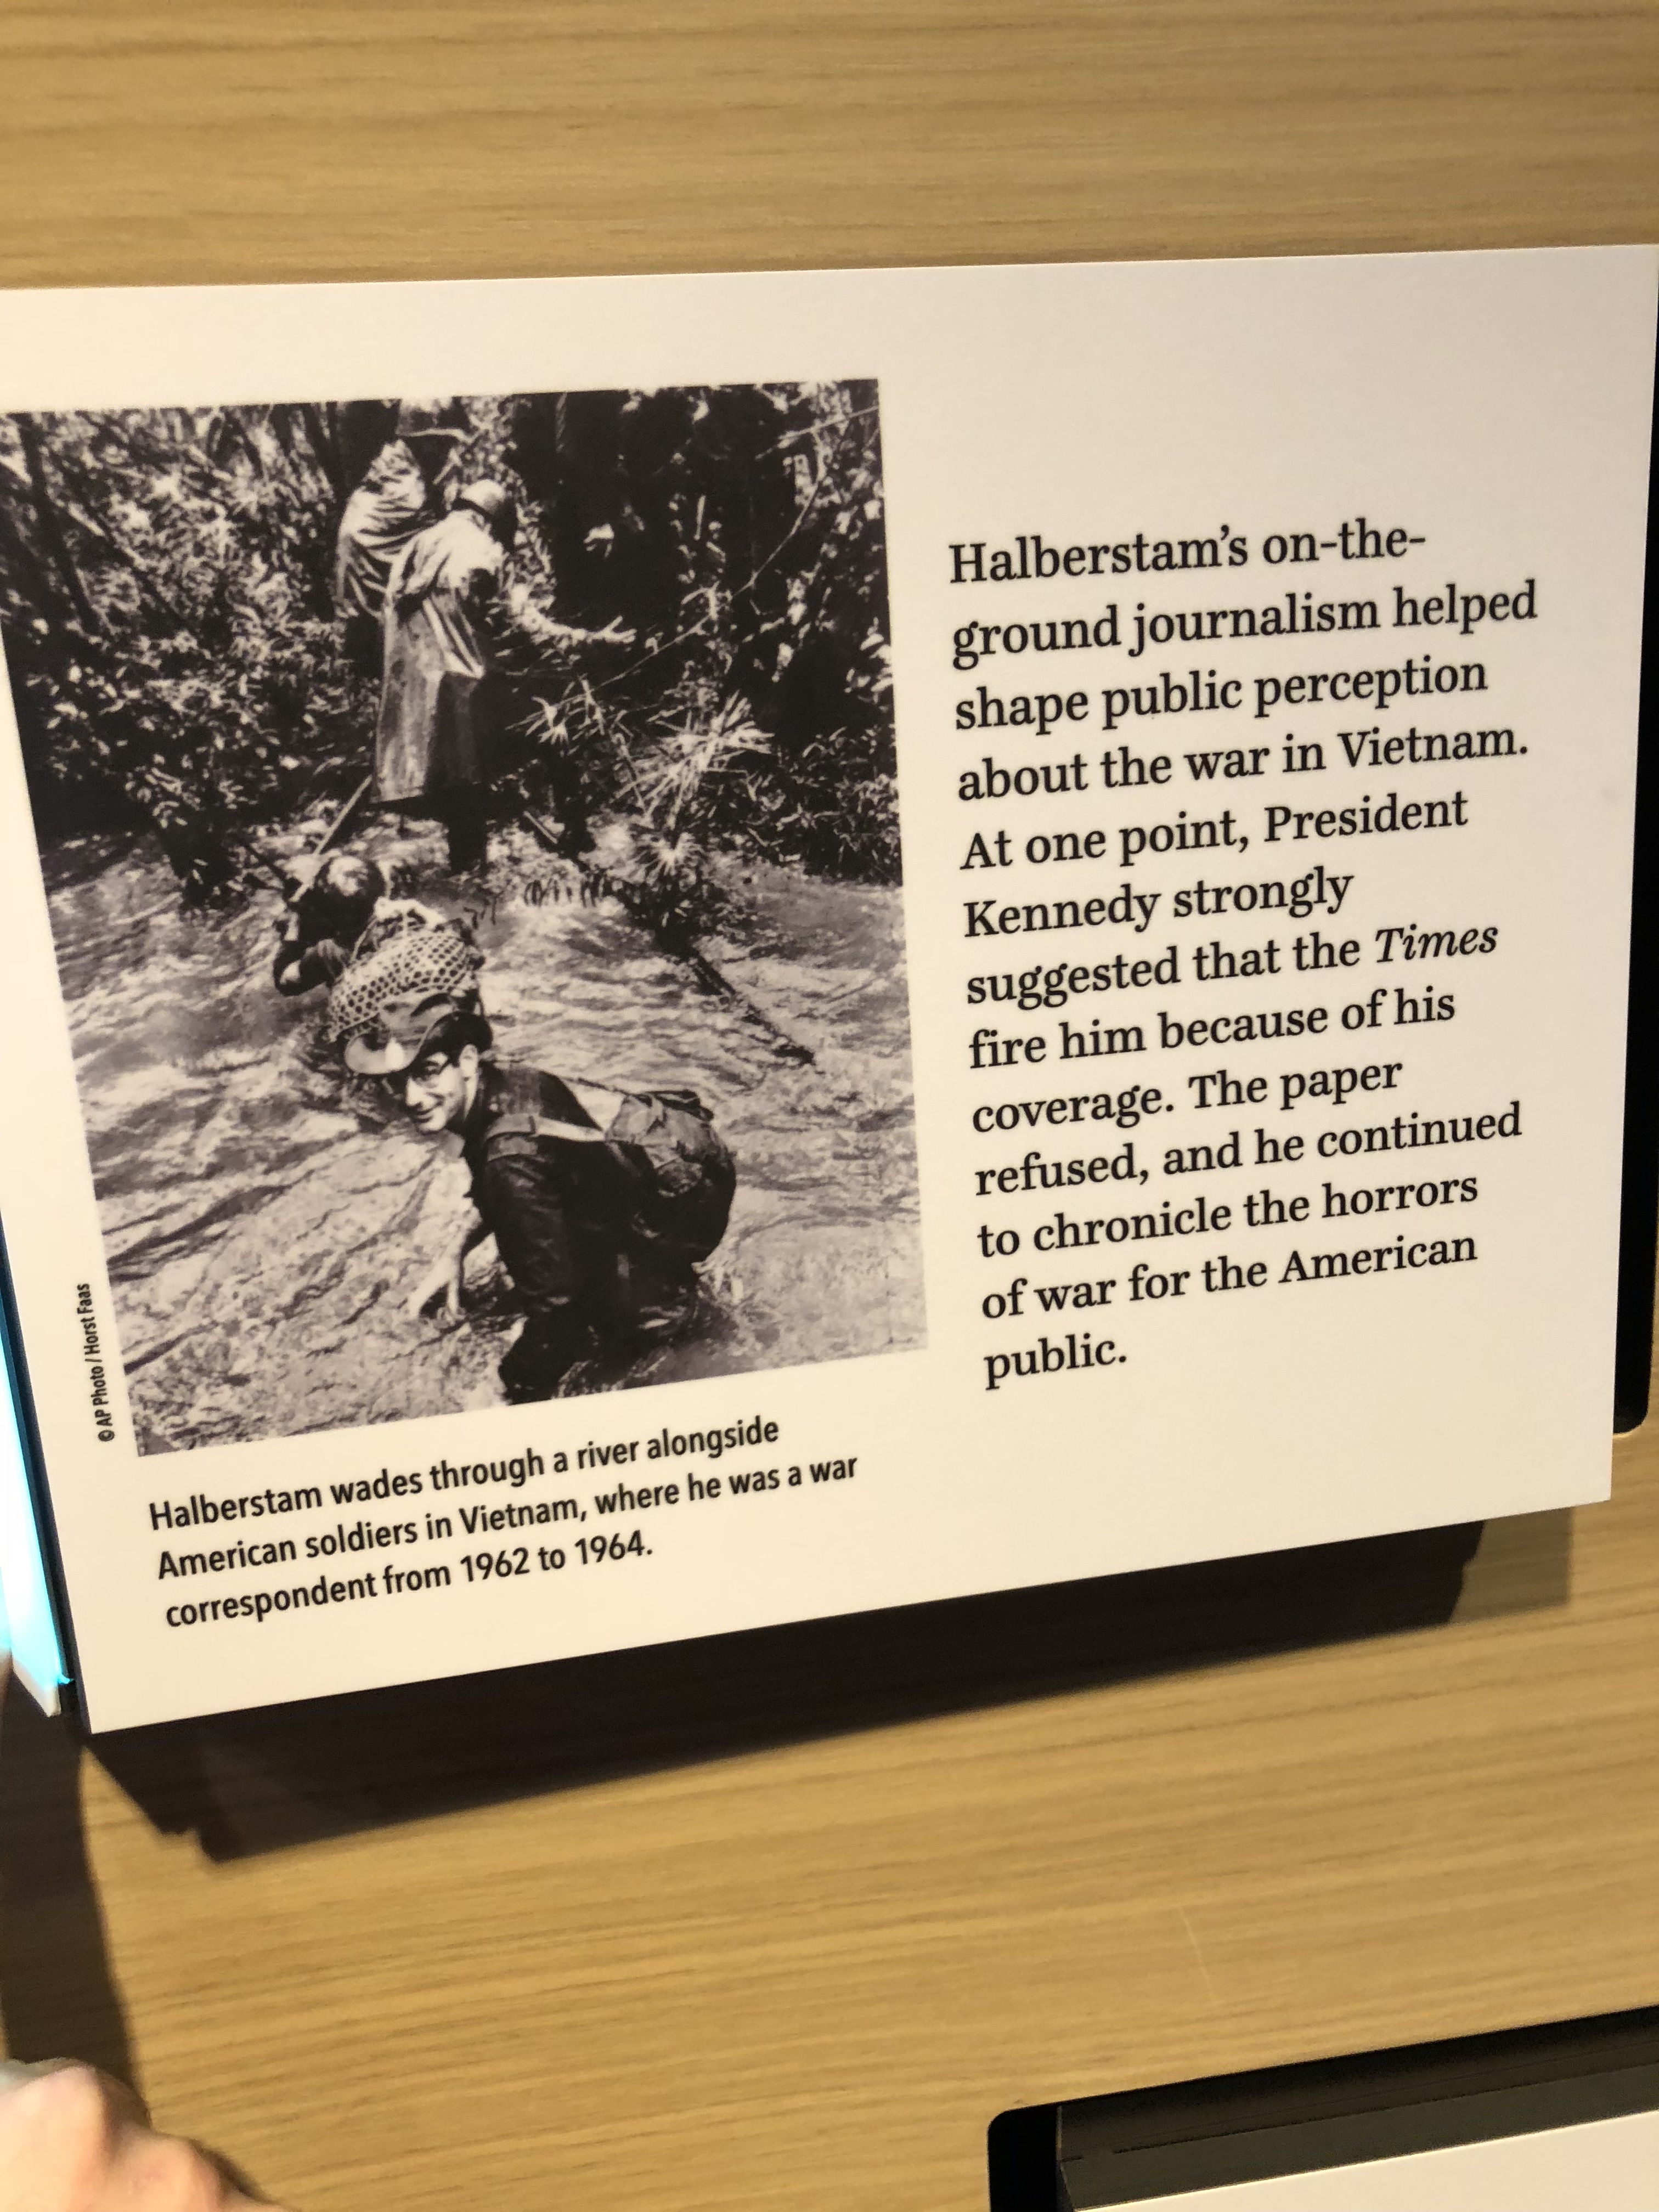 Halberstam's on-the-
ground journalism helped
shape public perception
about the war in Vietnam.
At one point, President
Kennedy strongly
suggested that the Times
fire him because of his
coverage. The paper
refused, and he continued
to chronicle the horrors
of war for the American
public.
© AP Photo / Horst Faas
Halberstam wades through a river alongside
American soldiers in Vietnam, where he was a war
correspondent from 1962 to 1964.